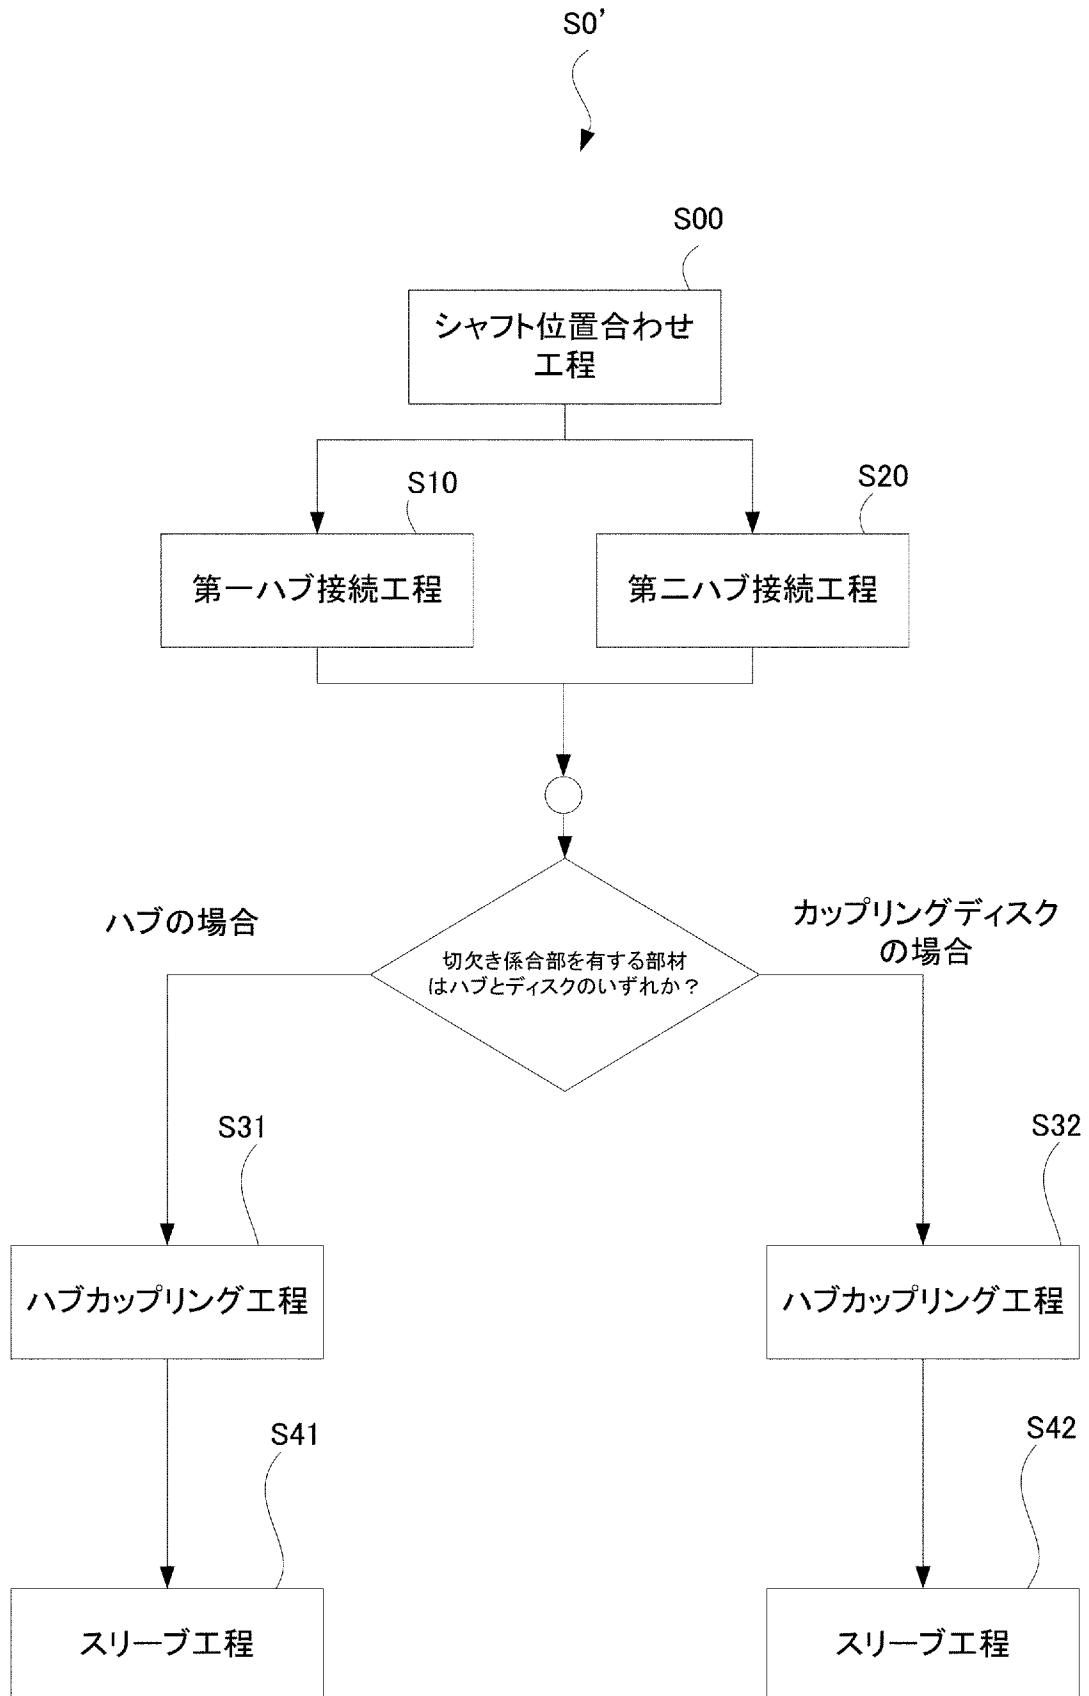 S0’
S00
シャフト位置合わせ
工程
S10
S20
第一ハブ接続工程
第二ハブ接続工程
ハブの場合
カップリングディスク
の場合
切欠き係合部を有する部材
はハブとディスクのいずれか？
S31
S32
ハブカップリング工程
ハブカップリング工程
S41
S42
スリーブ工程
スリーブ工程